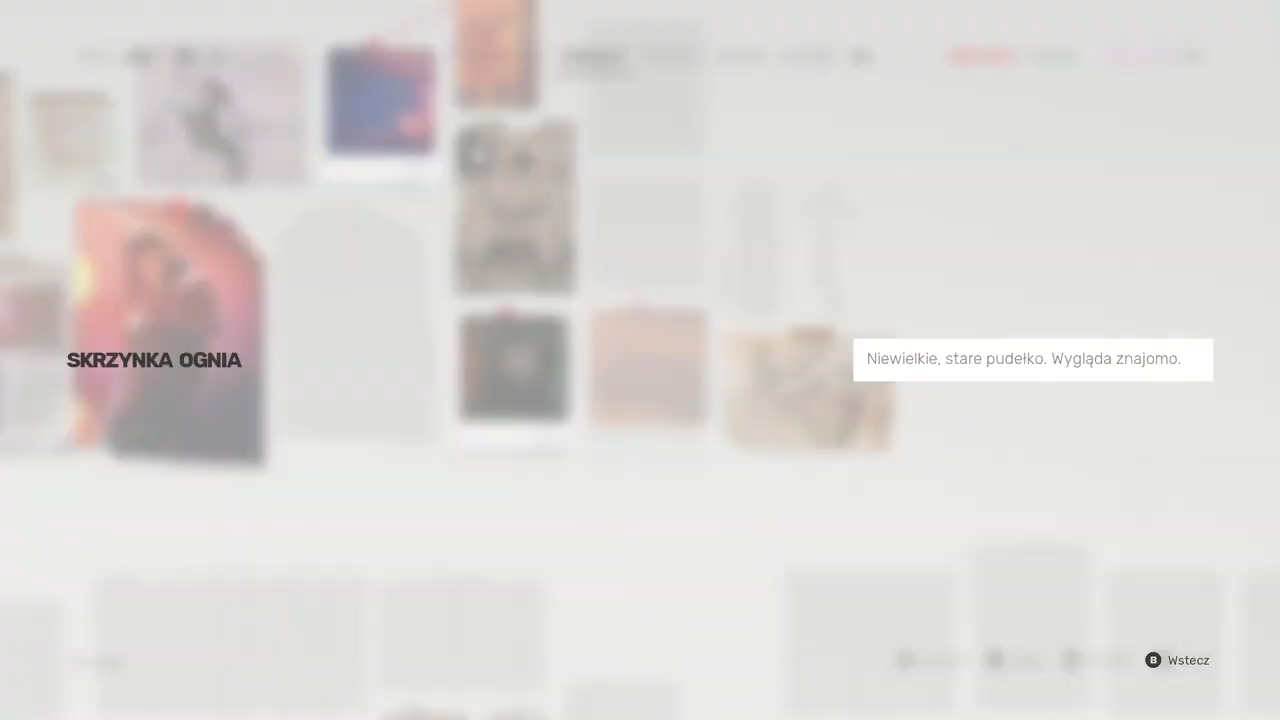 SKRZYNKA OGNIA
Niewielkie, stare pudełko. Wygląda znajomo.
B Wstecz